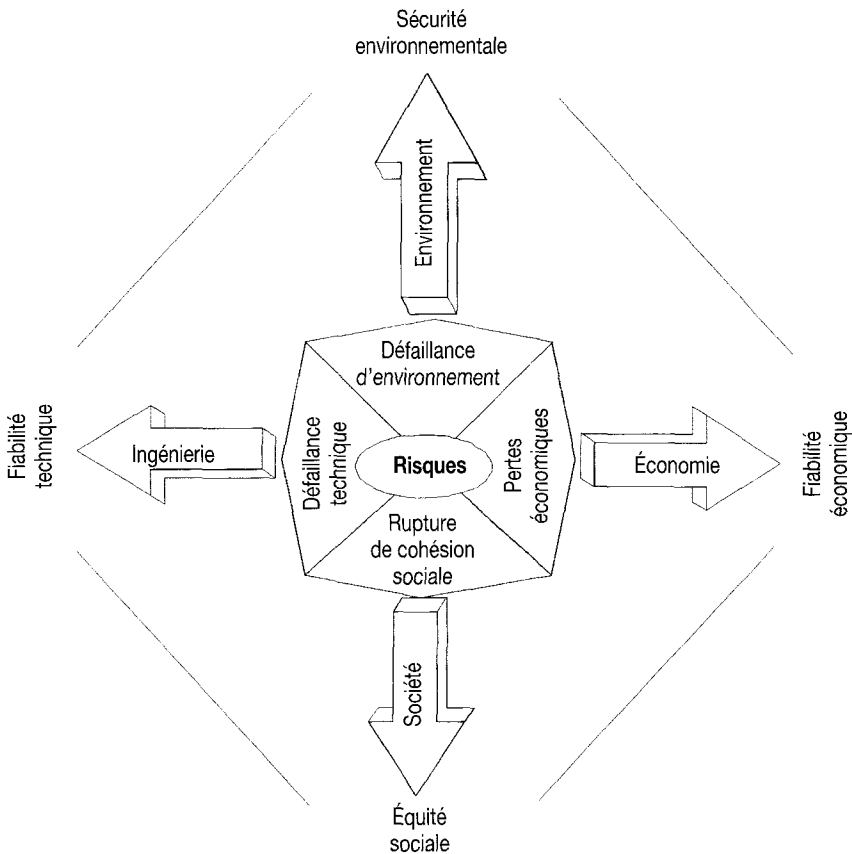 Sécurité
environnementale
Environnement
Défaillance
d'environnement
Fiabilité
technique
Ingénierie
Défaillance
technique
Risques
Pertes
économiques
Économie
Fiabilité
économique
Rupture
de cohésion
sociale
Société
Équité
sociale